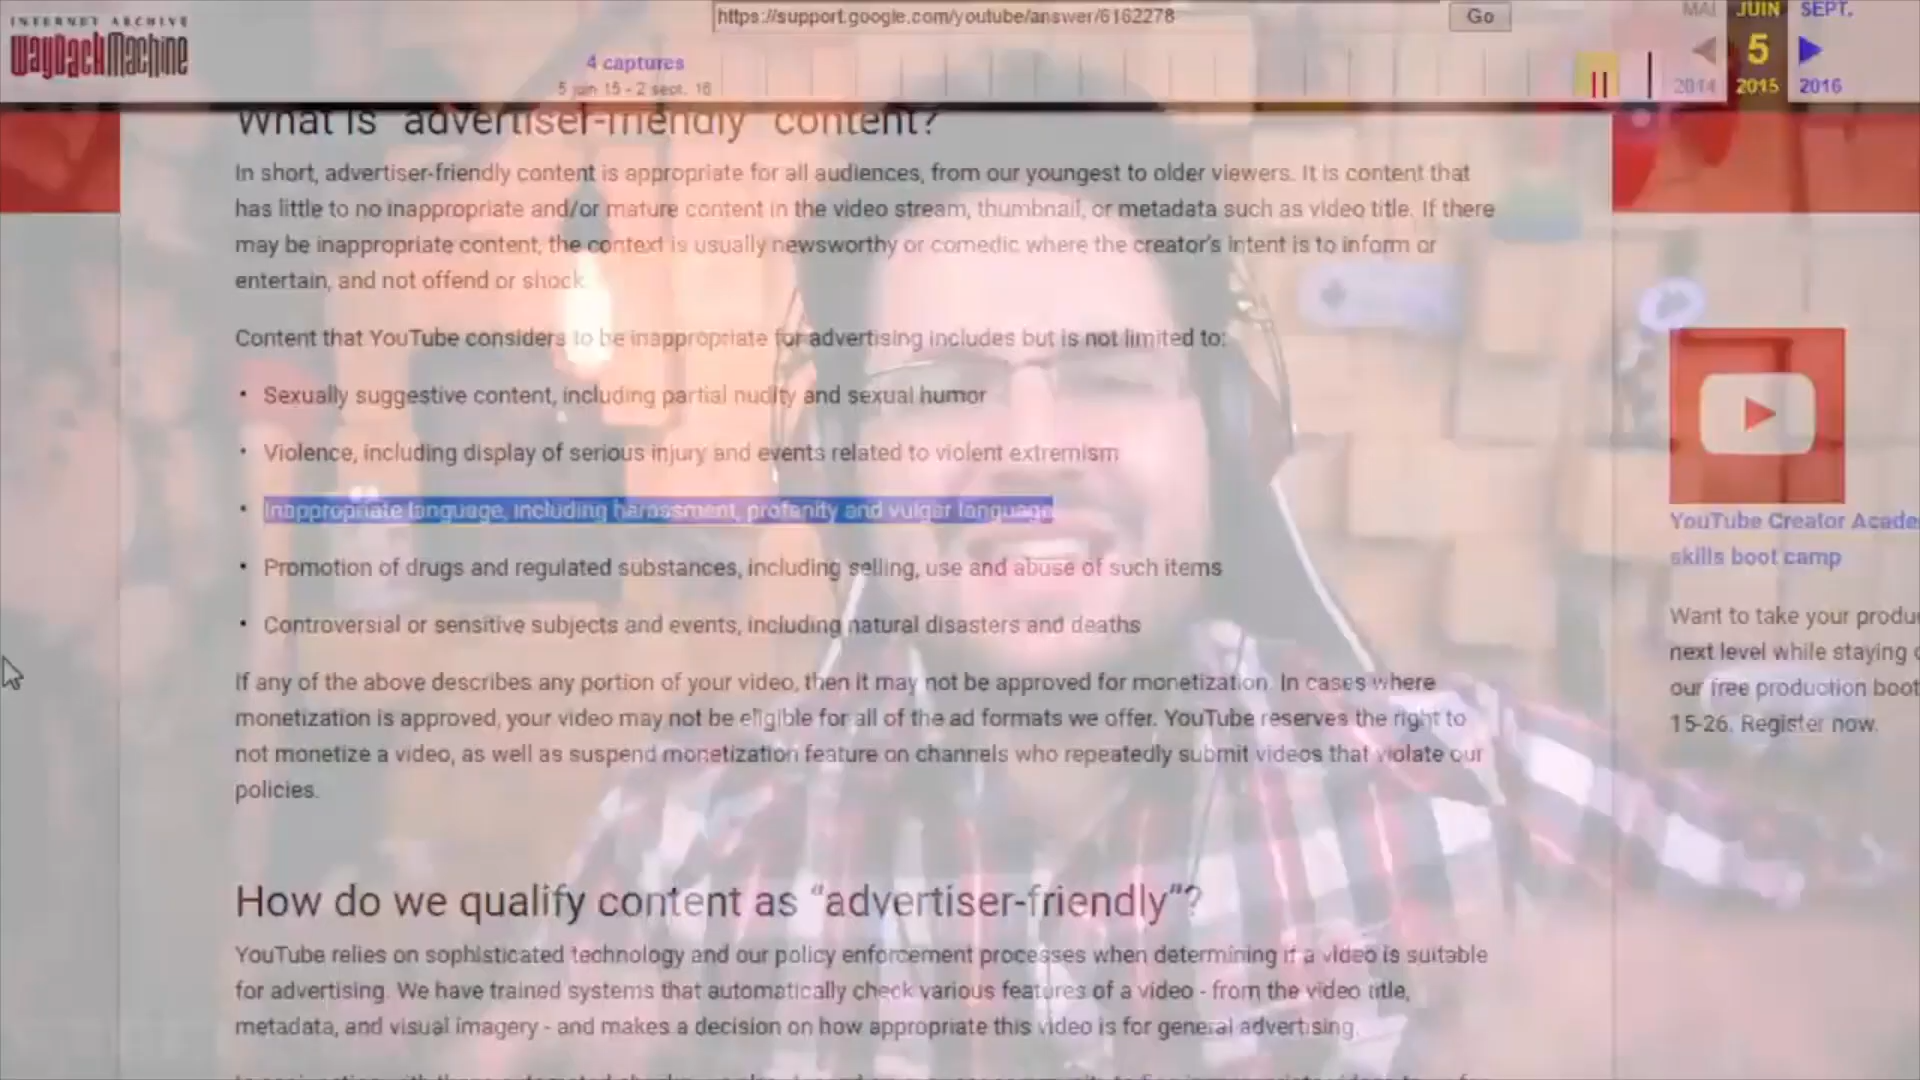 INTERNET ARCHIVE
WayBackMachine
https://support.google.com/youtube/answer/6162278
Go
MAI JUIN SEPT.
4 captures
5
5 juin 15 - 2 sept. 16
2014 2015 2016
What is "advertiser-friendly" content?
In short, advertiser-friendly content is appropriate for all audiences, from our youngest to older viewers. It is content that
has little to no inappropriate and/or mature content in the video stream, thumbnail, or metadata such as video title. If there
may be inappropriate content, the context is usually newsworthy or comedic where the creator's intent is to inform or
entertain, and not offend or shock.
Content that YouTube considers to be inappropriate for advertising includes but is not limited to:
• Sexually suggestive content, including partial nudity and sexual humor
• Violence, including display of serious injury and events related to violent extremism
• Inappropriate language, including harassment, profanity and vulgar language
• Promotion of drugs and regulated substances, including selling, use and abuse of such items
• Controversial or sensitive subjects and events, including natural disasters and deaths
If any of the above describes any portion of your video, then it may not be approved for monetization. In cases where
monetization is approved, your video may not be eligible for all of the ad formats we offer. YouTube reserves the right to
not monetize a video, as well as suspend monetization feature on channels who repeatedly submit videos that violate our
policies.
How do we qualify content as "advertiser-friendly"?
YouTube relies on sophisticated technology and our policy enforcement processes when determining if a video is suitable
for advertising. We have trained systems that automatically check various features of a video - from the video title,
metadata, and visual imagery - and makes a decision on how appropriate this video is for general advertising.
YouTube Creator Acade
skills boot camp
Want to take your produ
next level while staying
our free production boot
15-26. Register now.